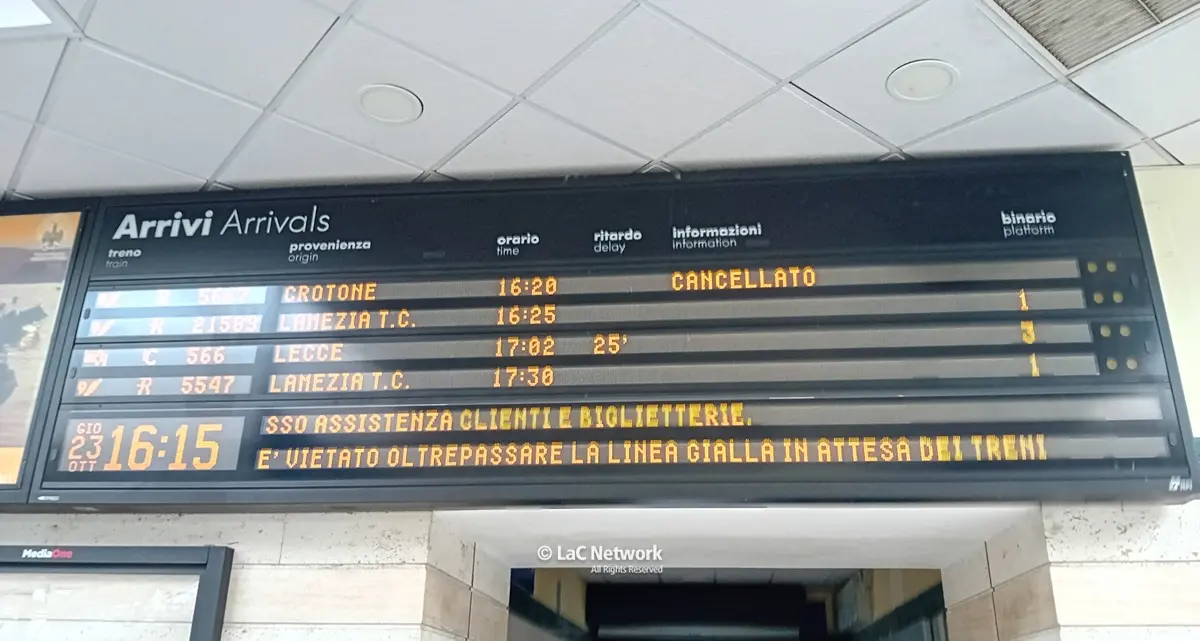 Arrivi Arrivals
treno provenienza orario ritardo informazioni binario
train origin time delay information platform
CROTONE 16:20 CANCELLATO
R 21509 LAMEZIA T.C. 16:25 1
C 566 LECCE 17:02 25' 3
R 5547 LAMEZIA T.C. 17:30 1
GIO 23 OTT 16:15
SSO ASSISTENZA CLIENTI E BIGLIETTERIE.
E' VIETATO OLTREPASSARE LA LINEA GIALLA IN ATTESA DEI TRENI
MediaOne
© LaC Network
All Rights Reserved